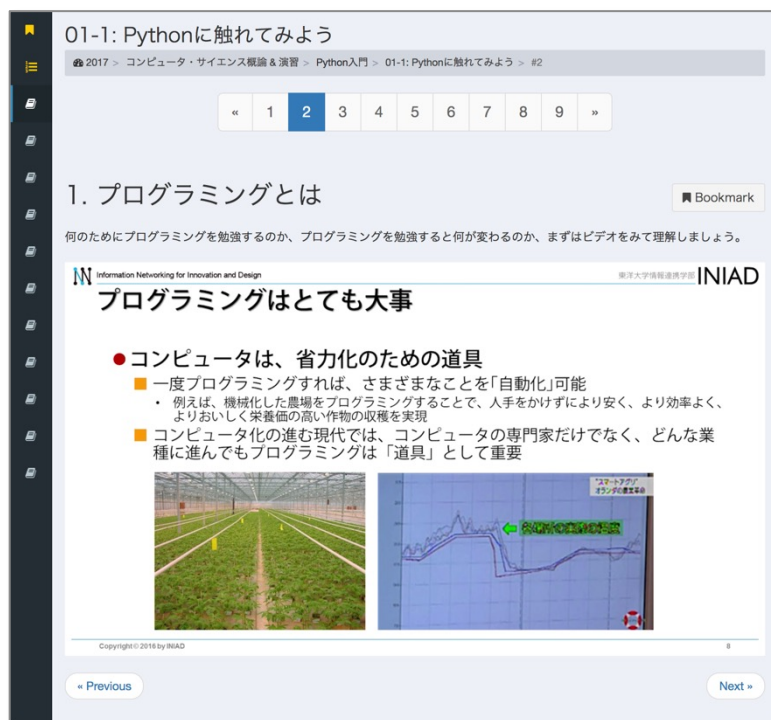 01-1: Pythonに触れてみよう
2017 > コンピュータ・サイエンス概論 & 演習 > Python入門 > 01-1: Pythonに触れてみよう > #2
« 1 2 3 4 5 6 7 8 9 »
1. プログラミングとは
Bookmark
何のためにプログラミングを勉強するのか、プログラミングを勉強すると何が変わるのか、まずはビデオをみて理解しましょう。
Information Networking for Innovation and Design
東洋大学情報連携学部 INIAD
プログラミングはとても大事
●コンピュータは、省力化のための道具
■ 一度プログラミングすれば、さまざまなことを「自動化」可能
• 例えば、機械化した農場をプログラミングすることで、人手をかけずにより安く、より効率よく、
よりおいしく栄養価の高い作物の収穫を実現
■ コンピュータ化の進む現代では、コンピュータの専門家だけでなく、どんな業
種に進んでもプログラミングは「道具」として重要
"スマートアグリ"
オランダの農業革命
Copyright © 2016 by INIAD
8
« Previous
Next »